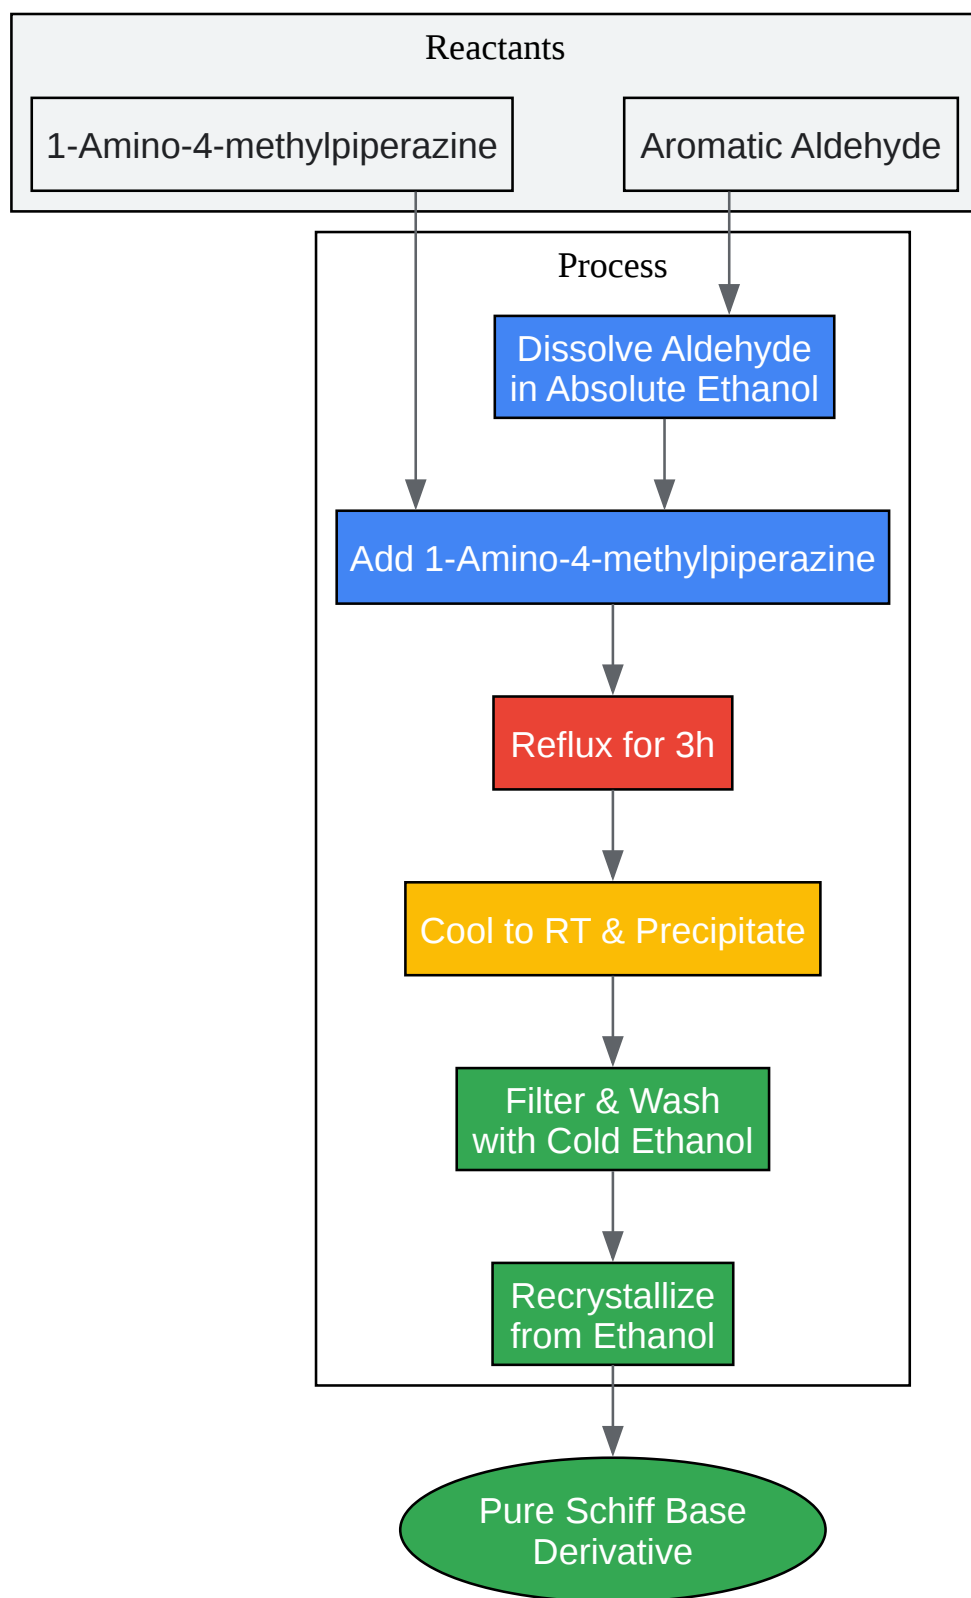 Reactants
1-Amino-4-methylpiperazine
Aromatic Aldehyde
Process
Dissolve Aldehyde
in Absolute Ethanol
Add 1-Amino-4-methylpiperazine
Reflux for 3h
Cool to RT & Precipitate
Filter & Wash
with Cold Ethanol
Recrystallize
from Ethanol
Pure Schiff Base
Derivative